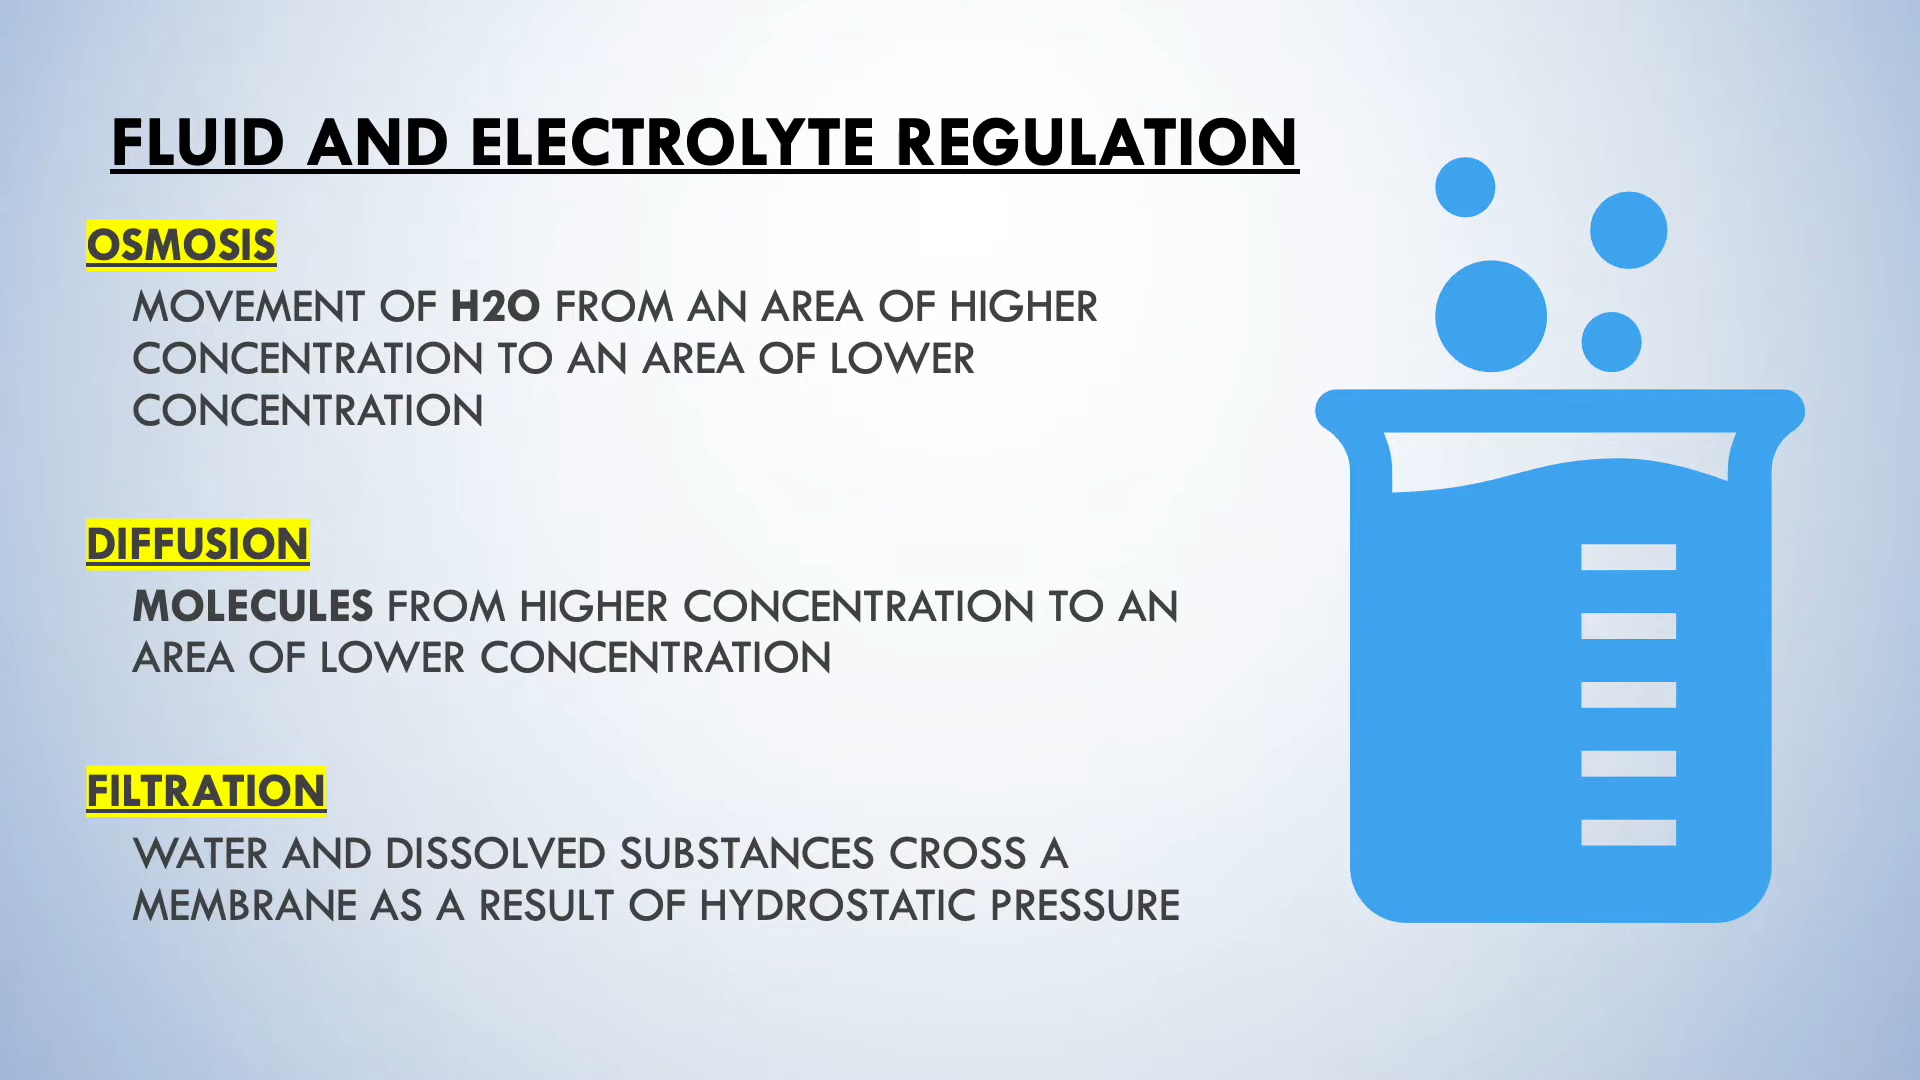 FLUID AND ELECTROLYTE REGULATION
OSMOSIS
MOVEMENT OF H2O FROM AN AREA OF HIGHER
CONCENTRATION TO AN AREA OF LOWER
CONCENTRATION
DIFFUSION
MOLECULES FROM HIGHER CONCENTRATION TO AN
AREA OF LOWER CONCENTRATION
FILTRATION
WATER AND DISSOLVED SUBSTANCES CROSS A
MEMBRANE AS A RESULT OF HYDROSTATIC PRESSURE